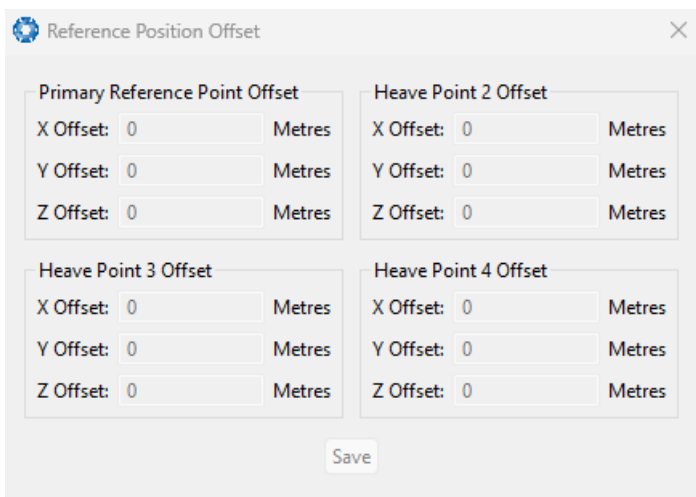 Reference Position Offset
Primary Reference Point Offset
X Offset: 0 Metres
Y Offset: 0 Metres
Z Offset: 0 Metres
Heave Point 2 Offset
X Offset: 0 Metres
Y Offset: 0 Metres
Z Offset: 0 Metres
Heave Point 3 Offset
X Offset: 0 Metres
Y Offset: 0 Metres
Z Offset: 0 Metres
Heave Point 4 Offset
X Offset: 0 Metres
Y Offset: 0 Metres
Z Offset: 0 Metres
Save